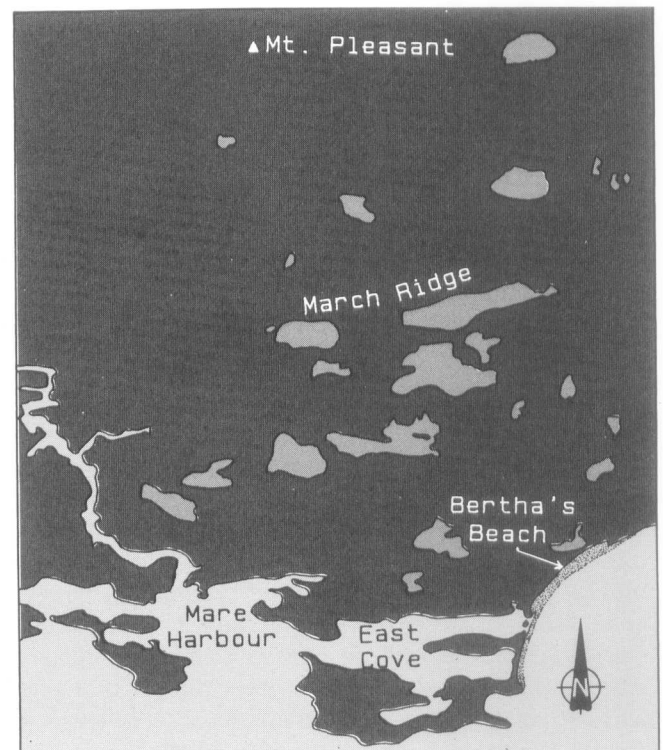 Mt. Pleasant
March Ridge
Bertha's
Beach
Mare
Harbour
East
Cove
N